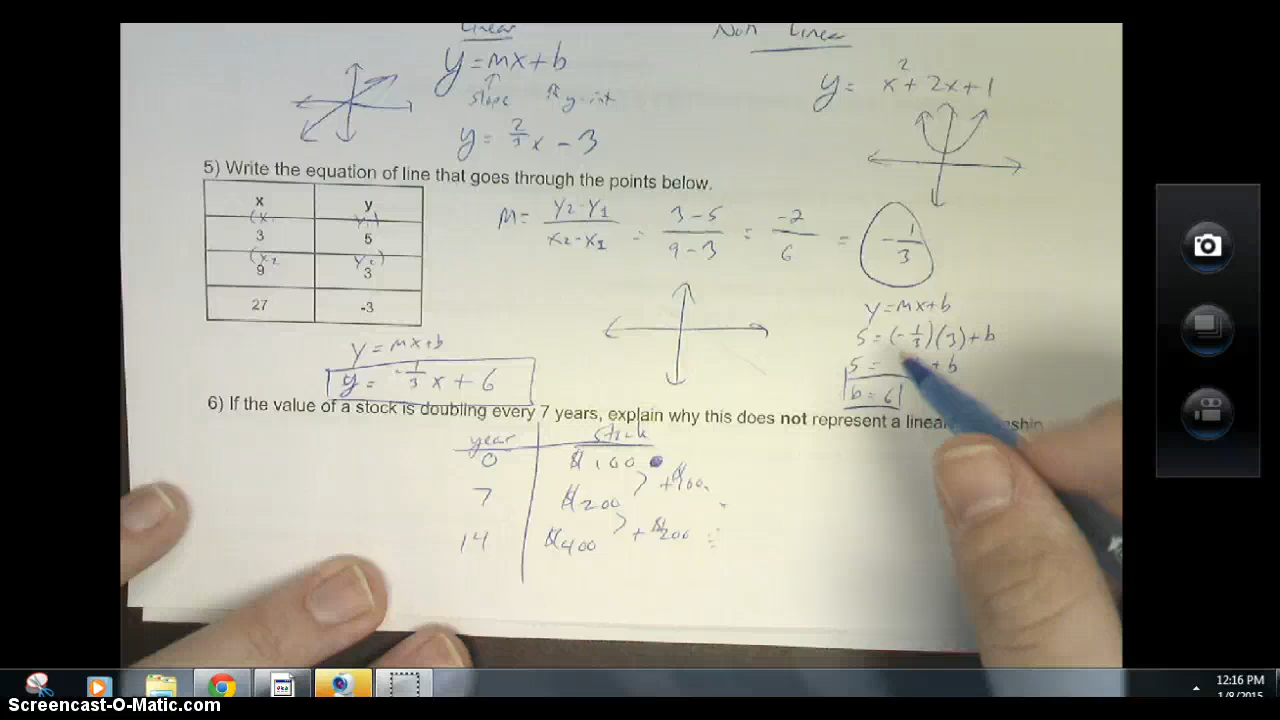 Linear
Non Linear
y = mx + b
slope y-int
y = 2/3 x - 3
y = x² + 2x + 1
5) Write the equation of line that goes through the points below.
x y
(x₁ y₁)
3 5
(x₂ y₂)
9 3
27 -3
M = y₂-y₁ / x₂-x₁ = 3-5 / 9-3 = -2 / 6 = -1/3
y = mx+b
5 = (-1/3)(3) + b
5 = + b
b = 6
y = mx+b
y = -1/3 x + 6
6) If the value of a stock is doubling every 7 years, explain why this does not represent a linear
year stock
0 $100
+$100
7 $200
+$200
14 $400
Screencast-O-Matic.com
12:16 PM
1/8/2015